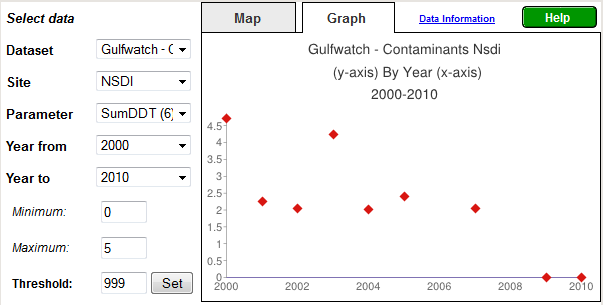 Select data
Dataset Gulfwatch - C
Site NSDI
Parameter SumDDT (6)
Year from 2000
Year to 2010
Minimum: 0
Maximum: 5
Threshold: 999 Set
Map Graph Data Information Help
Gulfwatch - Contaminants Nsdi
(y-axis) By Year (x-axis)
2000-2010
4.5
4
3.5
3
2.5
2
1.5
1
0.5
0
2000 2002 2004 2006 2008 2010